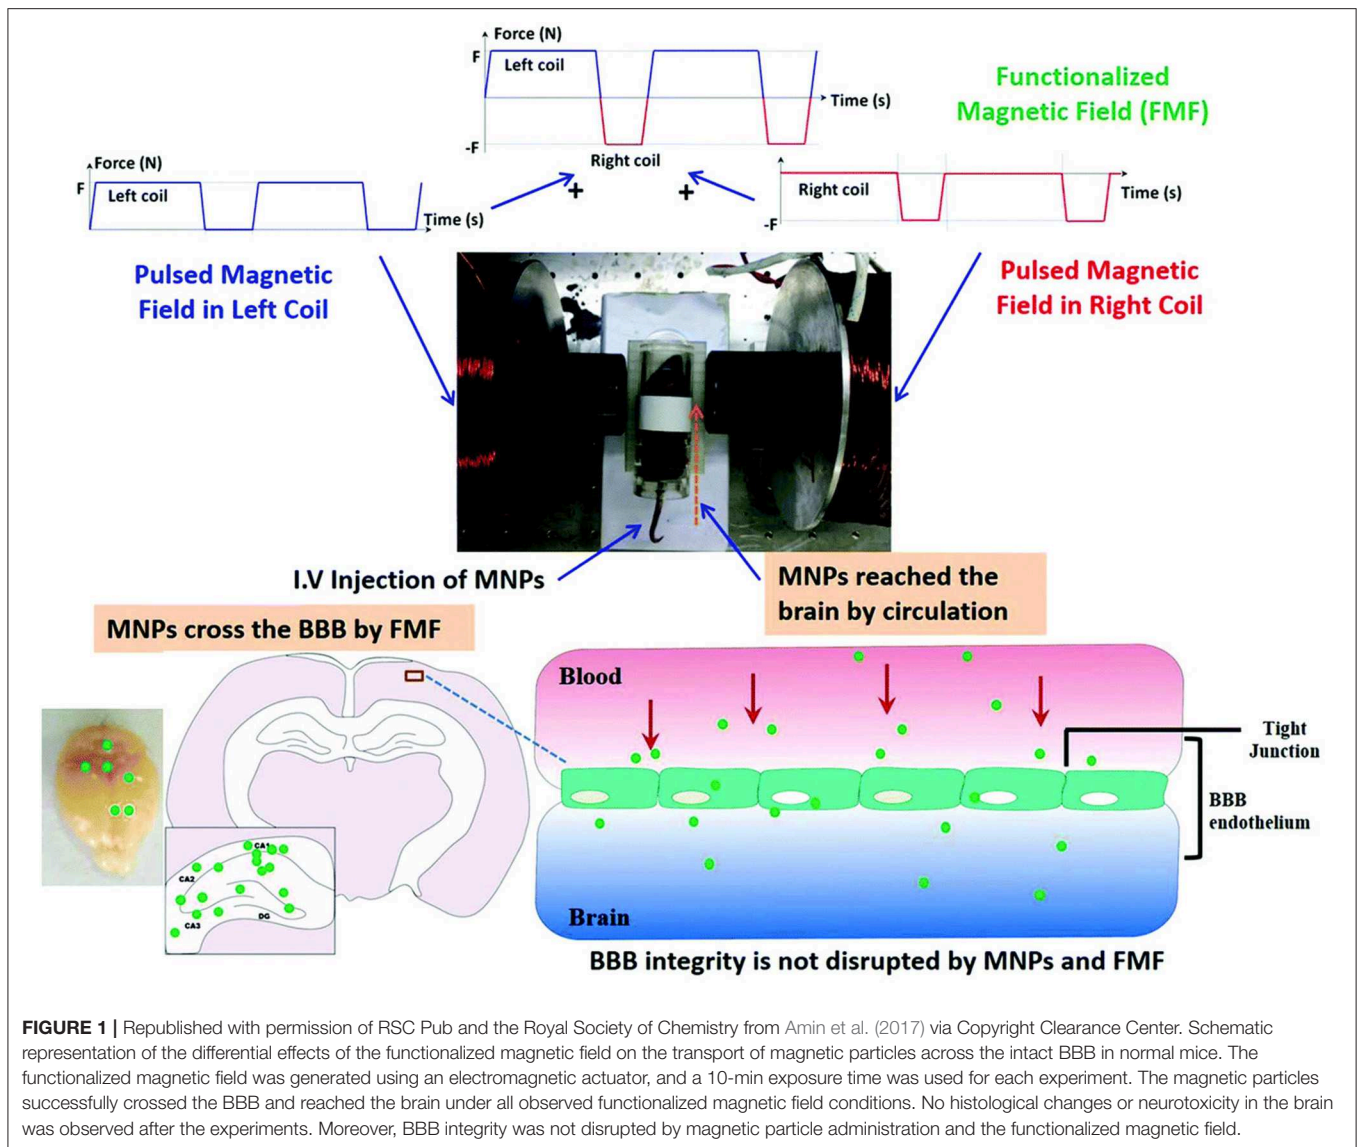 Force (N)
F
Left coil
Time (s)
-F
Right coil
Functionalized
Magnetic Field (FMF)
Force (N)
F
Left coil
Time (s)
+
+
Right coil
Time (s)
-F
Pulsed Magnetic
Field in Left Coil
Pulsed Magnetic
Field in Right Coil
I.V Injection of MNPs
MNPs reached the
brain by circulation
MNPs cross the BBB by FMF
Blood
Tight
Junction
BBB
endothelium
Brain
CA1
CA2
CA3
DG
BBB integrity is not disrupted by MNPs and FMF
FIGURE 1 | Republished with permission of RSC Pub and the Royal Society of Chemistry from Amin et al. (2017) via Copyright Clearance Center. Schematic
representation of the differential effects of the functionalized magnetic field on the transport of magnetic particles across the intact BBB in normal mice. The
functionalized magnetic field was generated using an electromagnetic actuator, and a 10-min exposure time was used for each experiment. The magnetic particles
successfully crossed the BBB and reached the brain under all observed functionalized magnetic field conditions. No histological changes or neurotoxicity in the brain
was observed after the experiments. Moreover, BBB integrity was not disrupted by magnetic particle administration and the functionalized magnetic field.